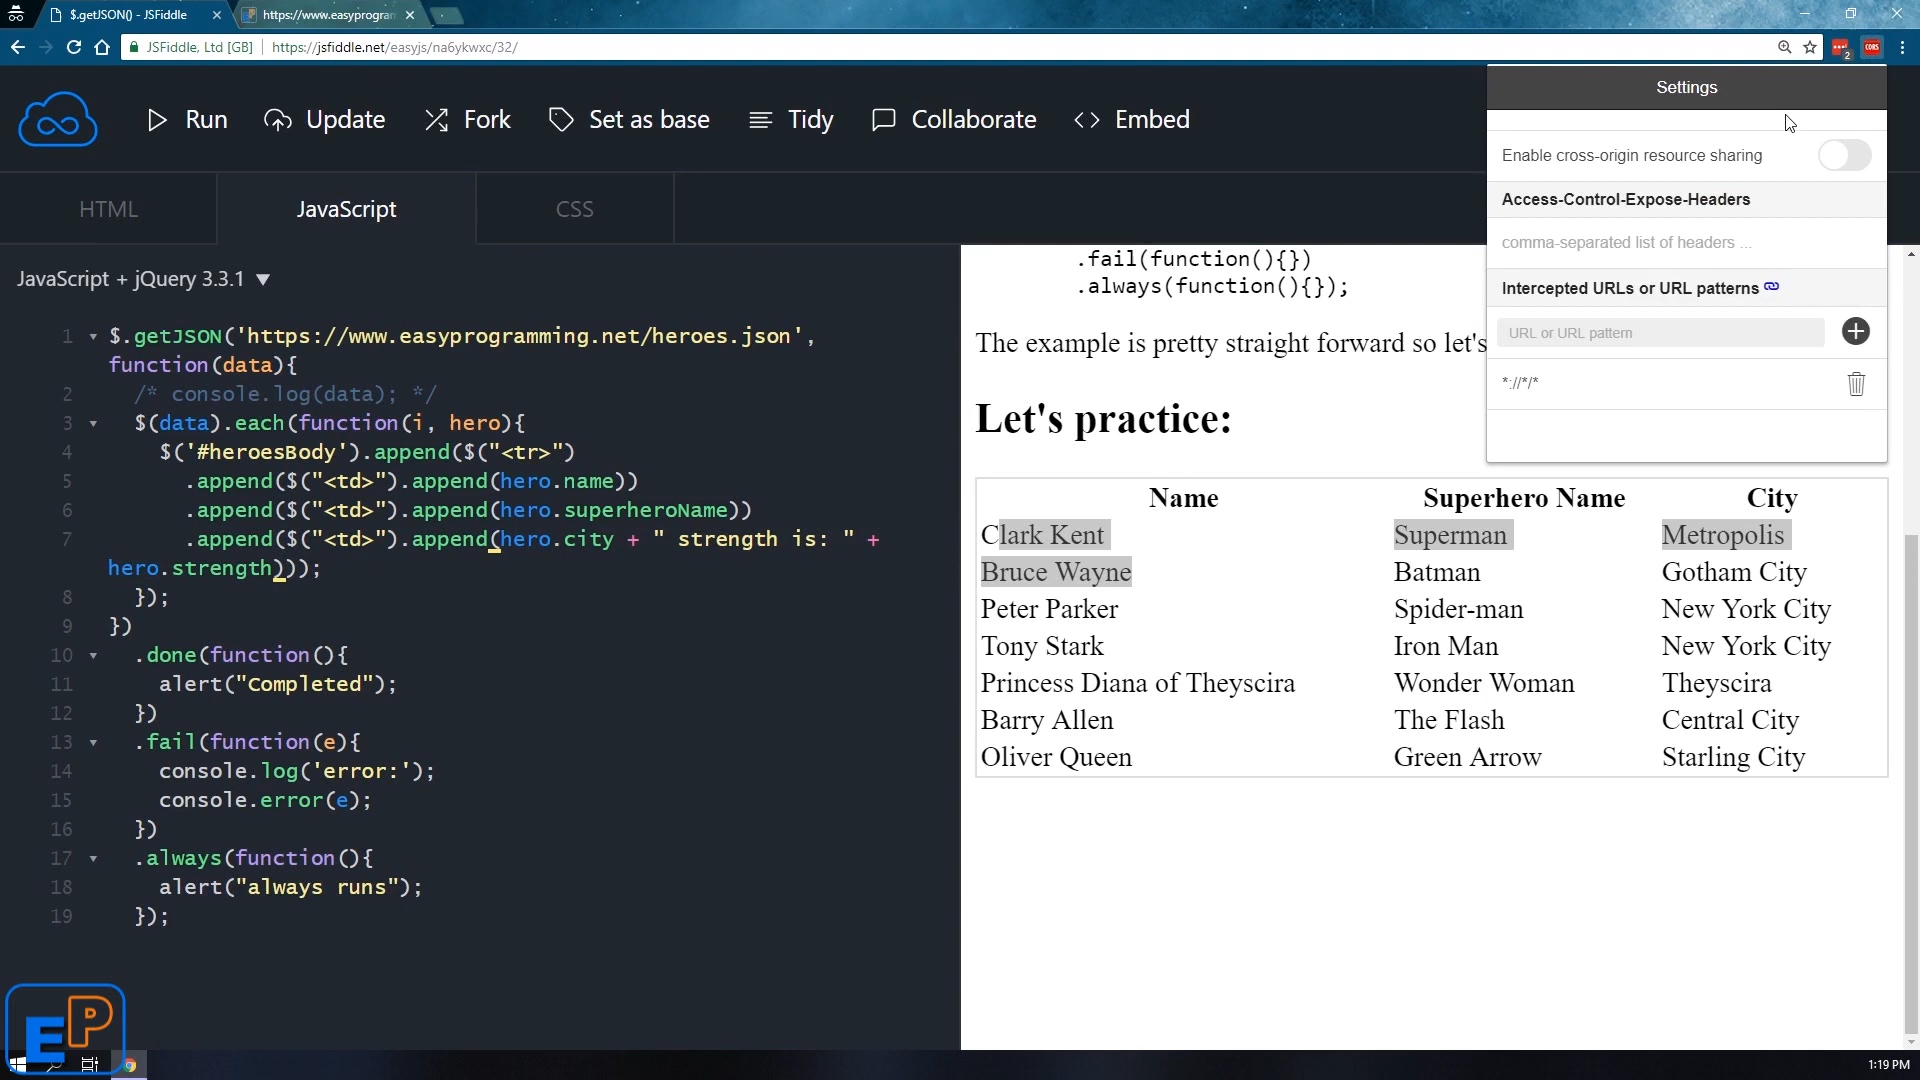 $.getJSON() - JSFiddle
https://www.easyprogram
JSFiddle, Ltd [GB] https://jsfiddle.net/easyjs/na6ykwxc/32/
2
CORS
Run Update Fork Set as base Tidy Collaborate Embed
HTML JavaScript CSS
JavaScript + jQuery 3.3.1 ▼
1 $.getJSON('https://www.easyprogramming.net/heroes.json',
function(data){
2 /* console.log(data); */
3 $(data).each(function(i, hero){
4 $('#heroesBody').append($("<tr>")
5 .append($("<td>").append(hero.name))
6 .append($("<td>").append(hero.superheroName))
7 .append($("<td>").append(hero.city + " strength is: " +
hero.strength)));
8 });
9 })
10 .done(function(){
11 alert("Completed");
12 })
13 .fail(function(e){
14 console.log('error:');
15 console.error(e);
16 })
17 .always(function(){
18 alert("always runs");
19 });
.fail(function(){})
.always(function(){});
The example is pretty straight forward so let's
Let's practice:
Name Superhero Name City
Clark Kent Superman Metropolis
Bruce Wayne Batman Gotham City
Peter Parker Spider-man New York City
Tony Stark Iron Man New York City
Princess Diana of Theyscira Wonder Woman Theyscira
Barry Allen The Flash Central City
Oliver Queen Green Arrow Starling City
Settings
Enable cross-origin resource sharing
Access-Control-Expose-Headers
comma-separated list of headers ...
Intercepted URLs or URL patterns
URL or URL pattern
*://*/*
EP
1:19 PM